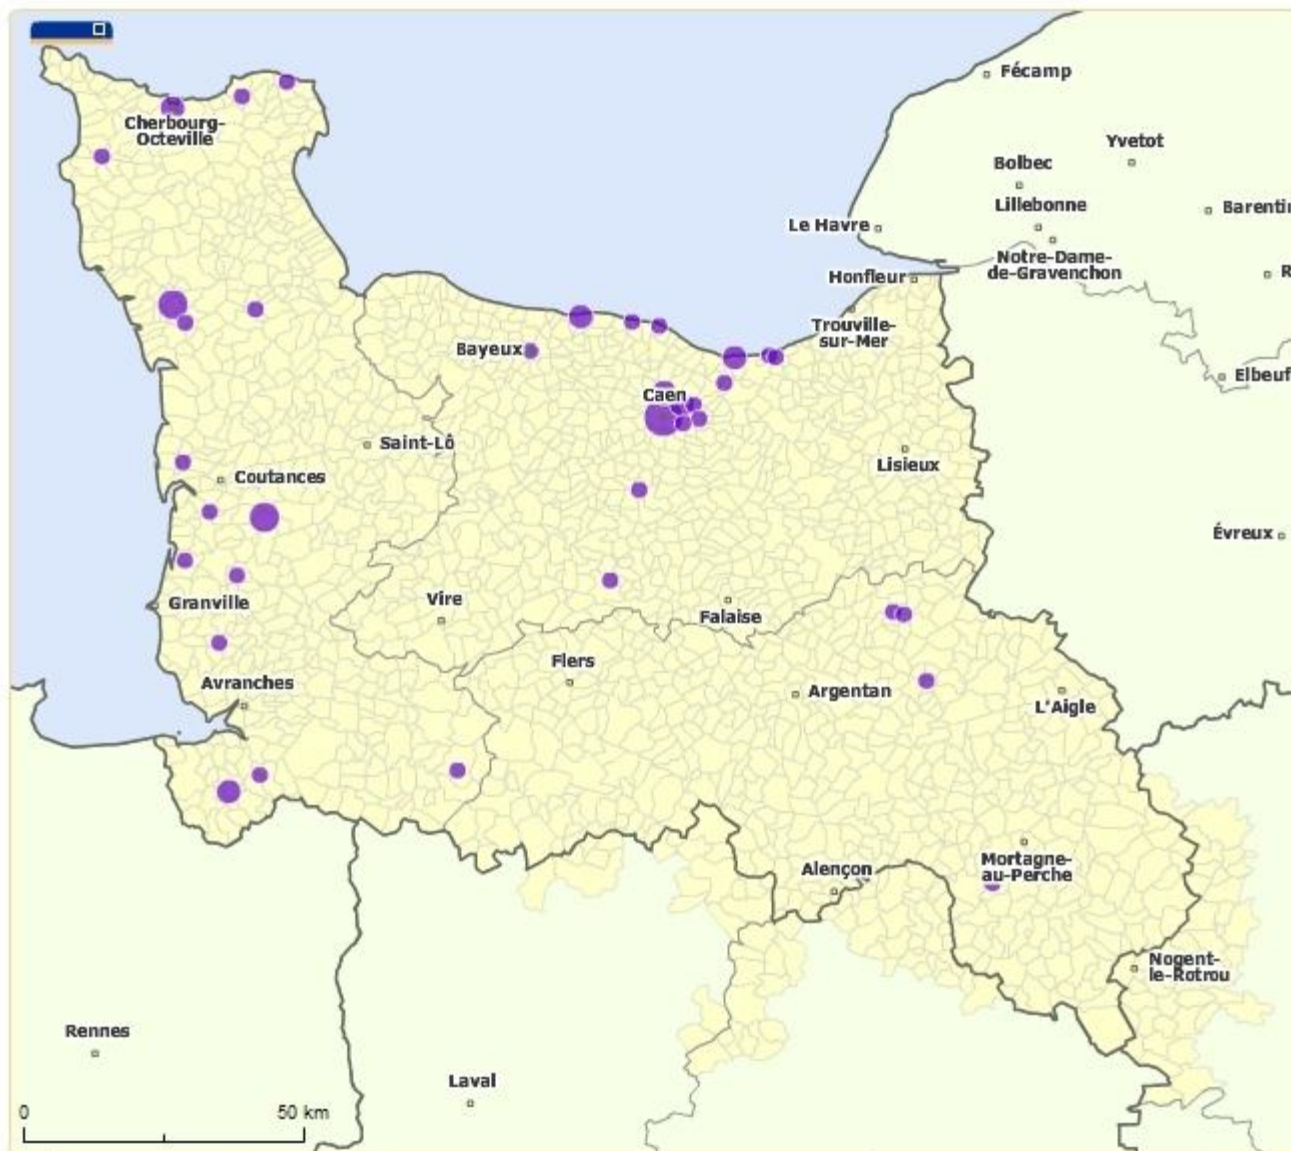 Fécamp
Yvetot
Bolbec
Lillebonne
Barentin
Le Havre
Notre-Dame-
de-Gravenchon
Honfleur
R
Cherbourg-
Octeville
Trouville-
sur-Mer
Bayeux
Elbeuf
Caen
Saint-Lô
Lisieux
Coutances
Évreux
Granville
Vire
Falaise
Flers
Avranches
Argentan
L'Aigle
Mortagne-
au-Perche
Alençon
Nogent-
le-Rotrou
Rennes
Laval
0 50 km